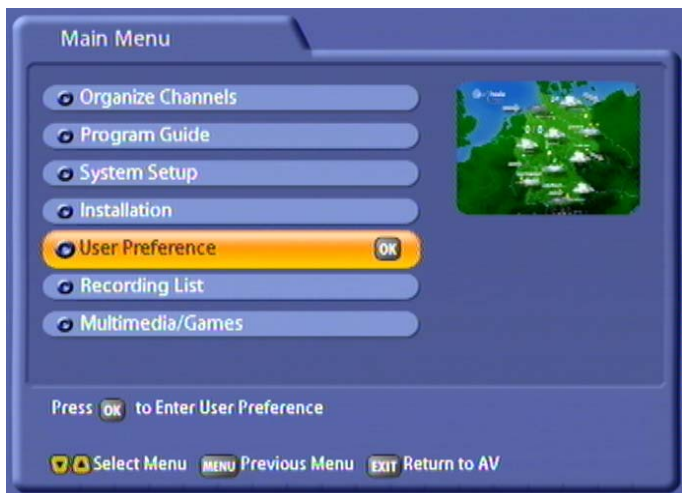 Main Menu
Organize Channels
Program Guide
System Setup
Installation
User Preference OK
Recording List
Multimedia/Games
Press OK to Enter User Preference
Select Menu MENU Previous Menu EXIT Return to AV